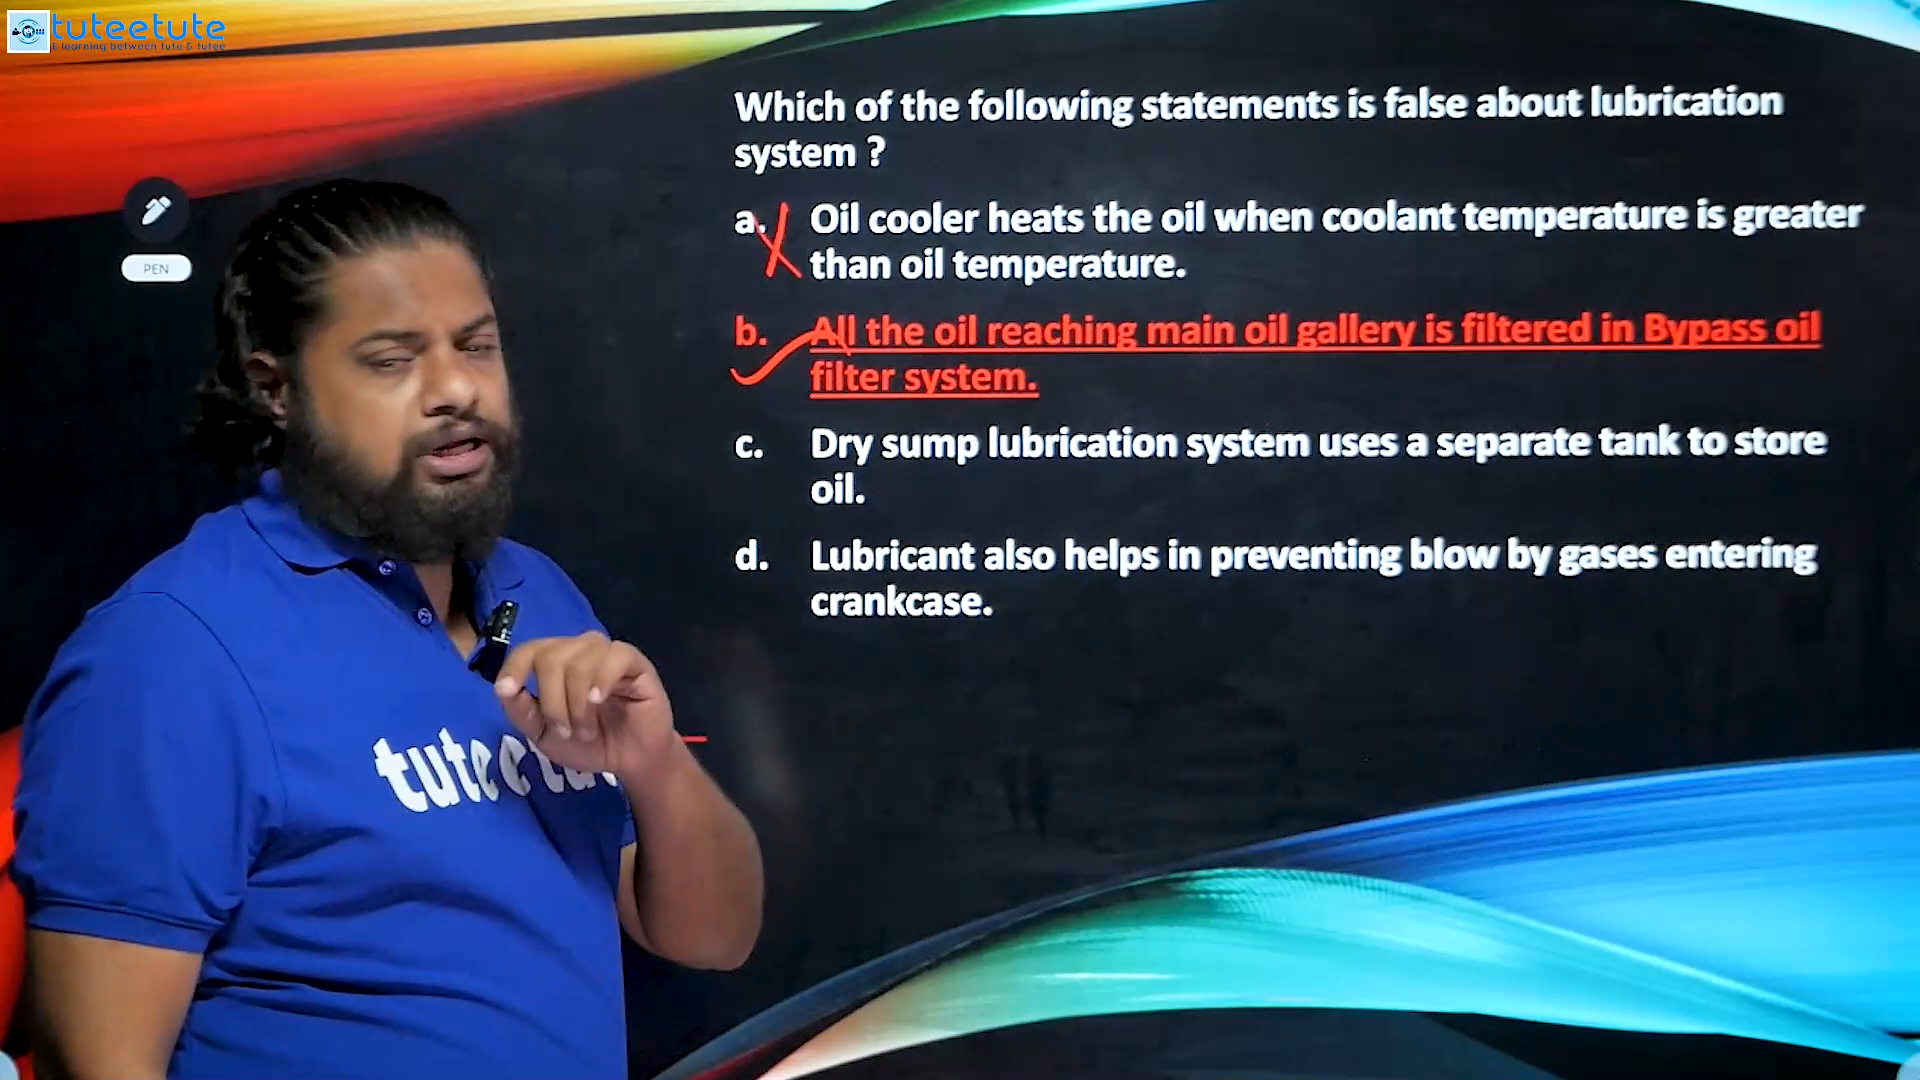 tuteetute
E learning between tute & tutee
PEN
Which of the following statements is false about lubrication
system ?
a. Oil cooler heats the oil when coolant temperature is greater
than oil temperature.
b. All the oil reaching main oil gallery is filtered in Bypass oil
filter system.
c. Dry sump lubrication system uses a separate tank to store
oil.
d. Lubricant also helps in preventing blow by gases entering
crankcase.